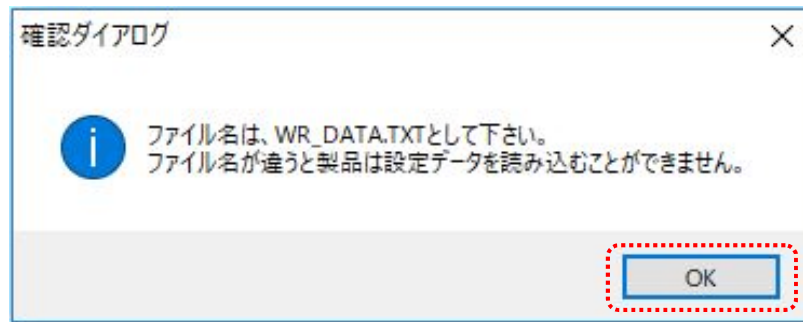 確認ダイアログ
ファイル名は、WR_DATA.TXTとして下さい。
ファイル名が違うと製品は設定データを読み込むことができません。
OK